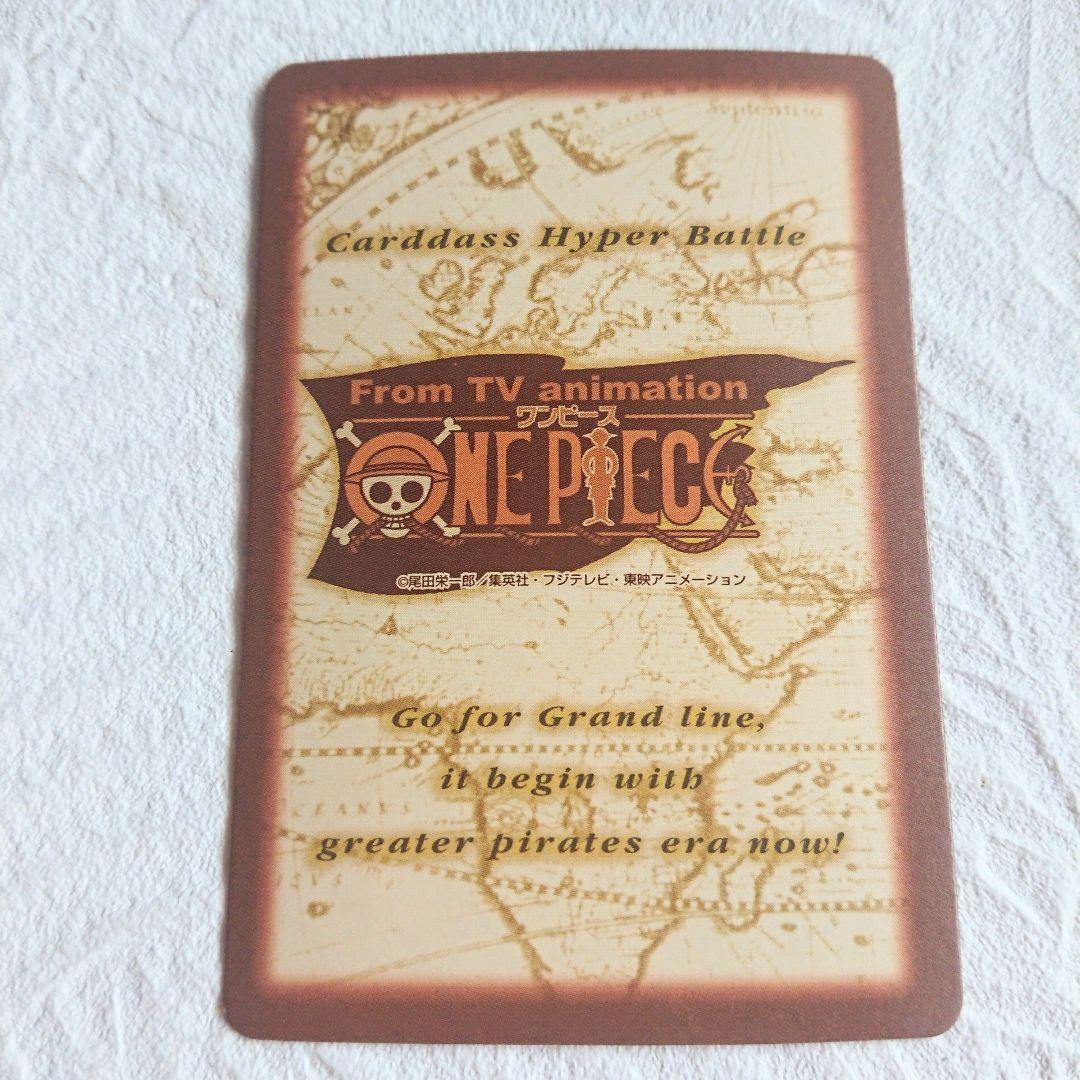 Septentrio
Carddass Hyper Battle
From TV animation
ワンピース
ONE PIECE
©尾田栄一郎/集英社・フジテレビ・東映アニメーション
Go for Grand line,
it begin with
greater pirates era now!